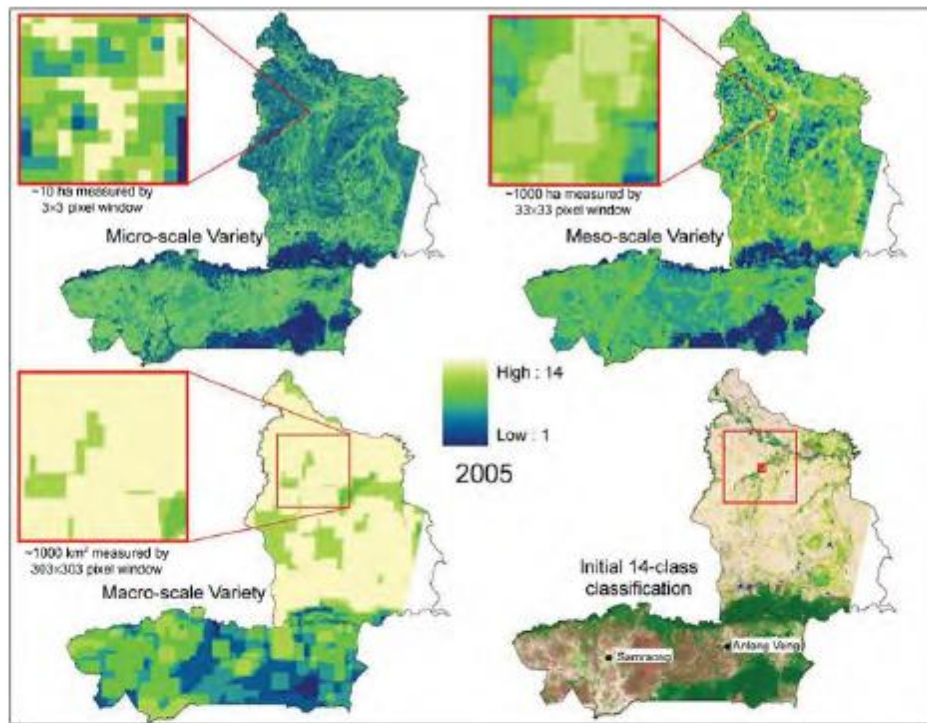 ~10 ha measured by
3×3 pixel window
Micro-scale Variety
~1000 ha measured by
33×33 pixel window
Meso-scale Variety
High : 14
Low : 1
2005
~1000 km² measured by
303×303 pixel window
Macro-scale Variety
Initial 14-class
classification
Samraong
Anlong Veng